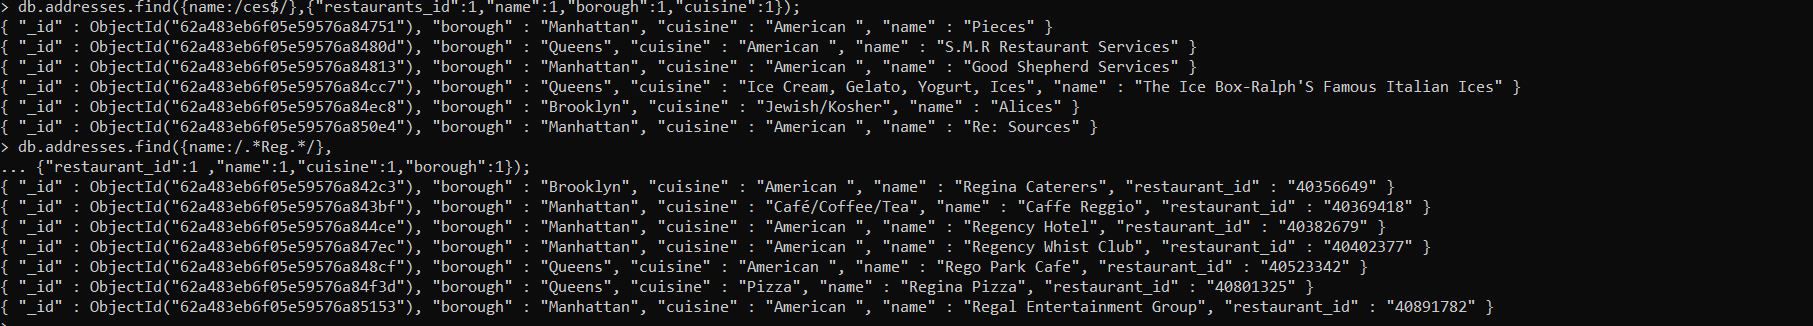 > db.addresses.find({name:/ces$/},{"restaurants_id":1,"name":1,"borough":1,"cuisine":1});
{ "_id" : ObjectId("62a483eb6f05e59576a84751"), "borough" : "Manhattan", "cuisine" : "American ", "name" : "Pieces" }
{ "_id" : ObjectId("62a483eb6f05e59576a8480d"), "borough" : "Queens", "cuisine" : "American ", "name" : "S.M.R Restaurant Services" }
{ "_id" : ObjectId("62a483eb6f05e59576a84813"), "borough" : "Manhattan", "cuisine" : "American ", "name" : "Good Shepherd Services" }
{ "_id" : ObjectId("62a483eb6f05e59576a84cc7"), "borough" : "Queens", "cuisine" : "Ice Cream, Gelato, Yogurt, Ices", "name" : "The Ice Box-Ralph'S Famous Italian Ices" }
{ "_id" : ObjectId("62a483eb6f05e59576a84ec8"), "borough" : "Brooklyn", "cuisine" : "Jewish/Kosher", "name" : "Alices" }
{ "_id" : ObjectId("62a483eb6f05e59576a850e4"), "borough" : "Manhattan", "cuisine" : "American ", "name" : "Re: Sources" }
> db.addresses.find({name:/.*Reg.*/},
... {"restaurant_id":1 ,"name":1,"cuisine":1,"borough":1});
{ "_id" : ObjectId("62a483eb6f05e59576a842c3"), "borough" : "Brooklyn", "cuisine" : "American ", "name" : "Regina Caterers", "restaurant_id" : "40356649" }
{ "_id" : ObjectId("62a483eb6f05e59576a843bf"), "borough" : "Manhattan", "cuisine" : "Café/Coffee/Tea", "name" : "Caffe Reggio", "restaurant_id" : "40369418" }
{ "_id" : ObjectId("62a483eb6f05e59576a844ce"), "borough" : "Manhattan", "cuisine" : "American ", "name" : "Regency Hotel", "restaurant_id" : "40382679" }
{ "_id" : ObjectId("62a483eb6f05e59576a847ec"), "borough" : "Manhattan", "cuisine" : "American ", "name" : "Regency Whist Club", "restaurant_id" : "40402377" }
{ "_id" : ObjectId("62a483eb6f05e59576a848cf"), "borough" : "Queens", "cuisine" : "American ", "name" : "Rego Park Cafe", "restaurant_id" : "40523342" }
{ "_id" : ObjectId("62a483eb6f05e59576a84f3d"), "borough" : "Queens", "cuisine" : "Pizza", "name" : "Regina Pizza", "restaurant_id" : "40801325" }
{ "_id" : ObjectId("62a483eb6f05e59576a85153"), "borough" : "Manhattan", "cuisine" : "American ", "name" : "Regal Entertainment Group", "restaurant_id" : "40891782" }